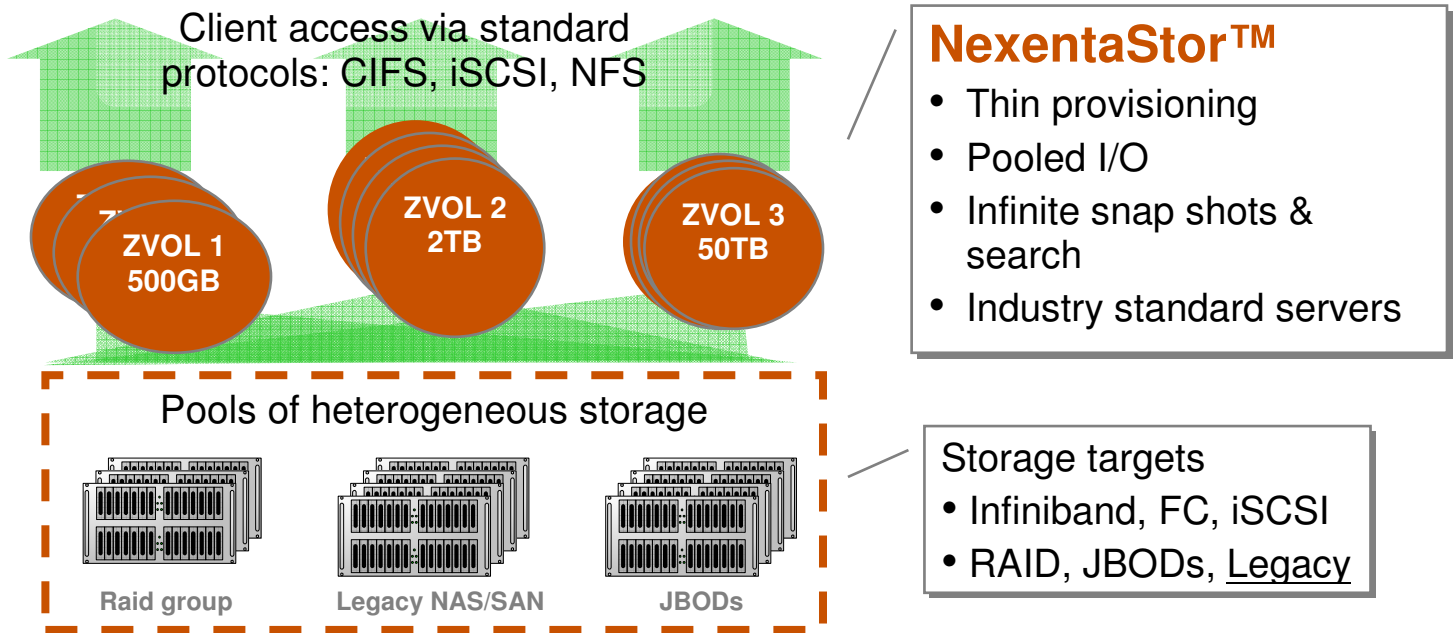 Client access via standard
protocols: CIFS, iSCSI, NFS
ZVOL 1
500GB
ZVOL 2
2TB
ZVOL 3
50TB
NexentaStor™
• Thin provisioning
• Pooled I/O
• Infinite snap shots &
search
• Industry standard servers
Pools of heterogeneous storage
Raid group
Legacy NAS/SAN
JBODs
Storage targets
• Infiniband, FC, iSCSI
• RAID, JBODs, Legacy